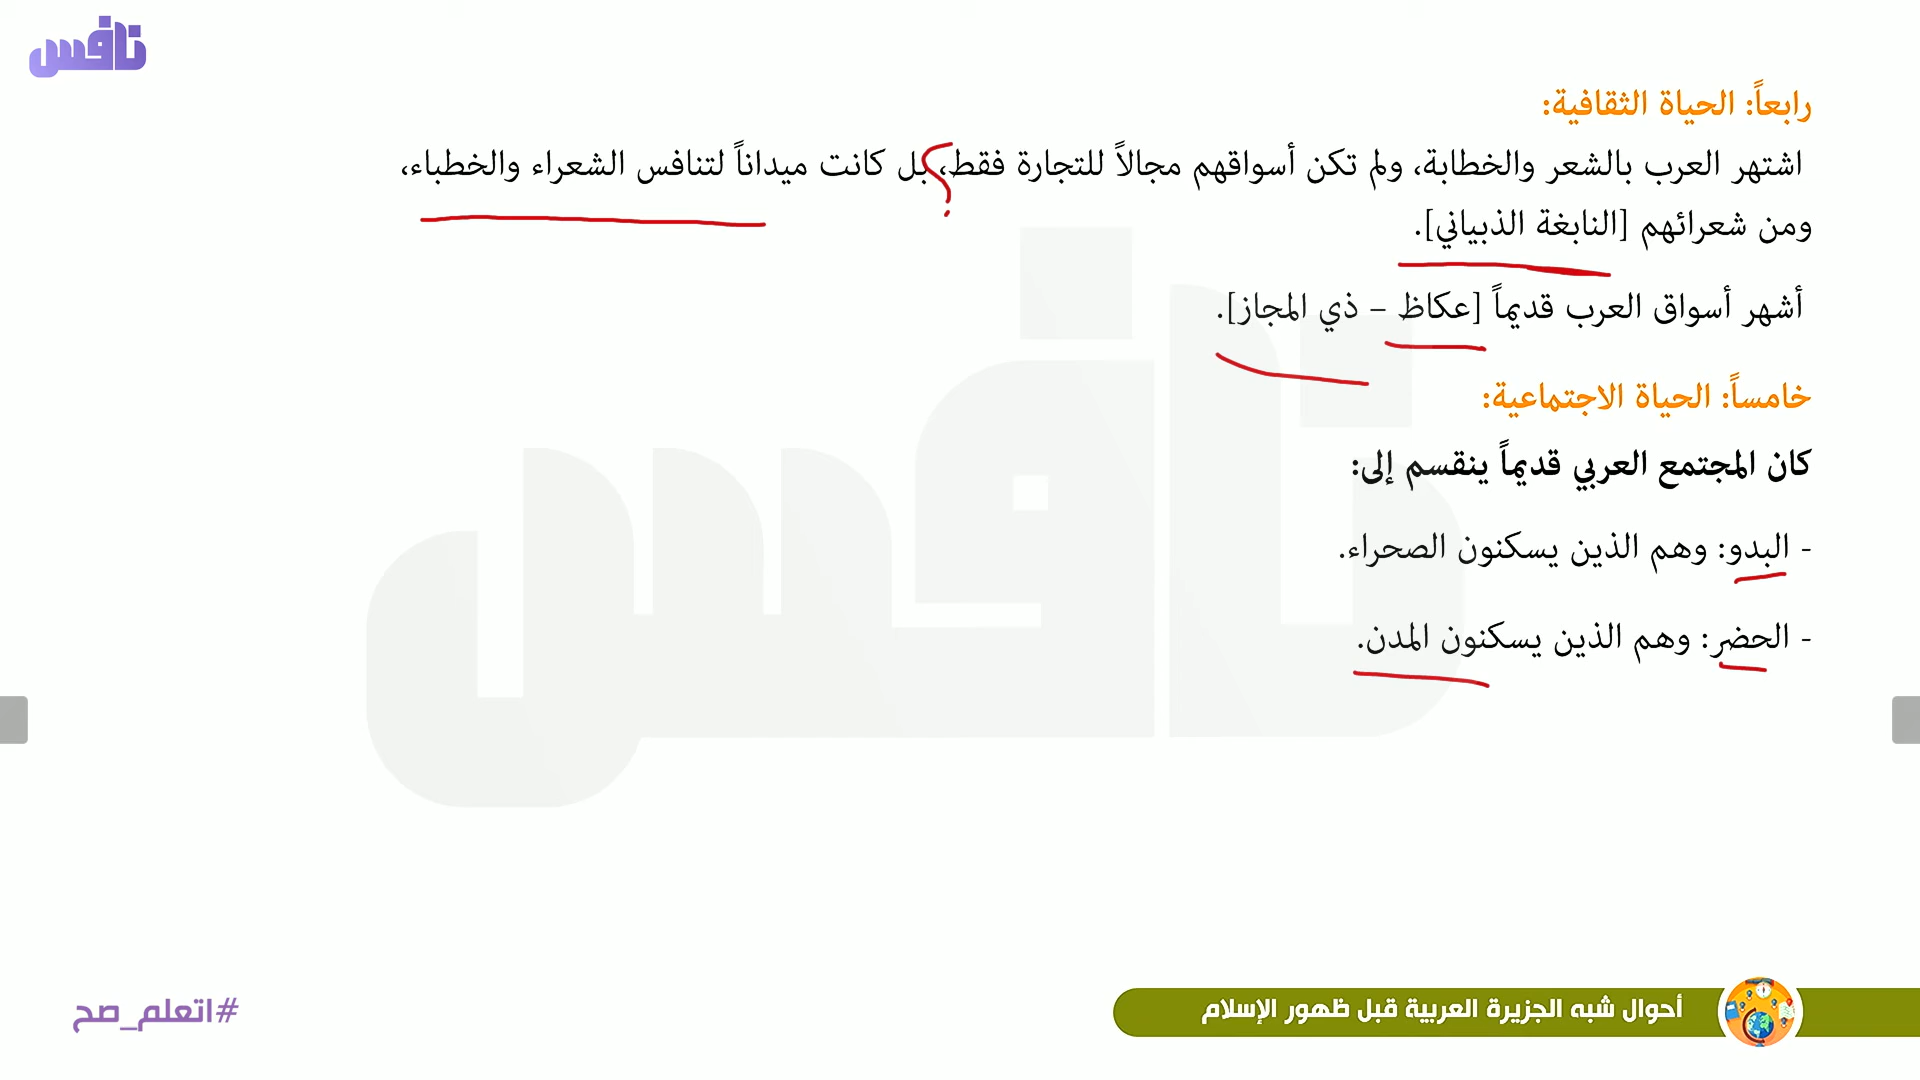 نافس
رابعاً: الحياة الثقافية:
اشتهر العرب بالشعر والخطابة، ولم تكن أسواقهم مجالاً للتجارة فقط، بل كانت ميداناً لتنافس الشعراء والخطباء،
ومن شعرائهم [النابغة الذبياني].
أشهر أسواق العرب قديماً [عكاظ – ذي المجاز].
خامساً: الحياة الاجتماعية:
كان المجتمع العربي قديماً ينقسم إلى:
- البدو: وهم الذين يسكنون الصحراء.
- الحضر: وهم الذين يسكنون المدن.
نافس
أحوال شبه الجزيرة العربية قبل ظهور الإسلام
#اتعلم_صح